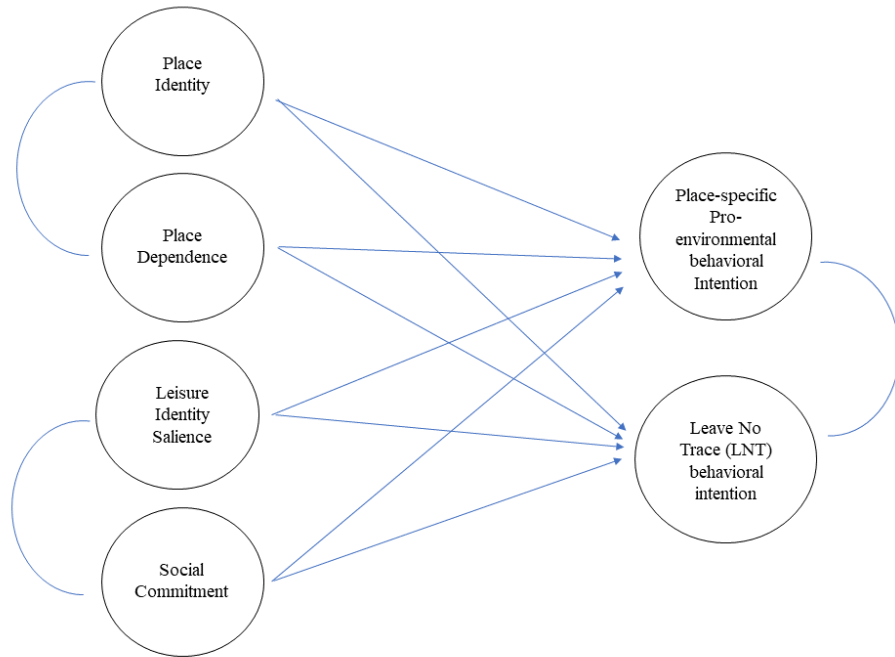 Place
Identity
Place
Dependence
Leisure
Identity
Salience
Social
Commitment
Place-specific
Pro-
environmental
behavioral
Intention
Leave No
Trace (LNT)
behavioral
intention